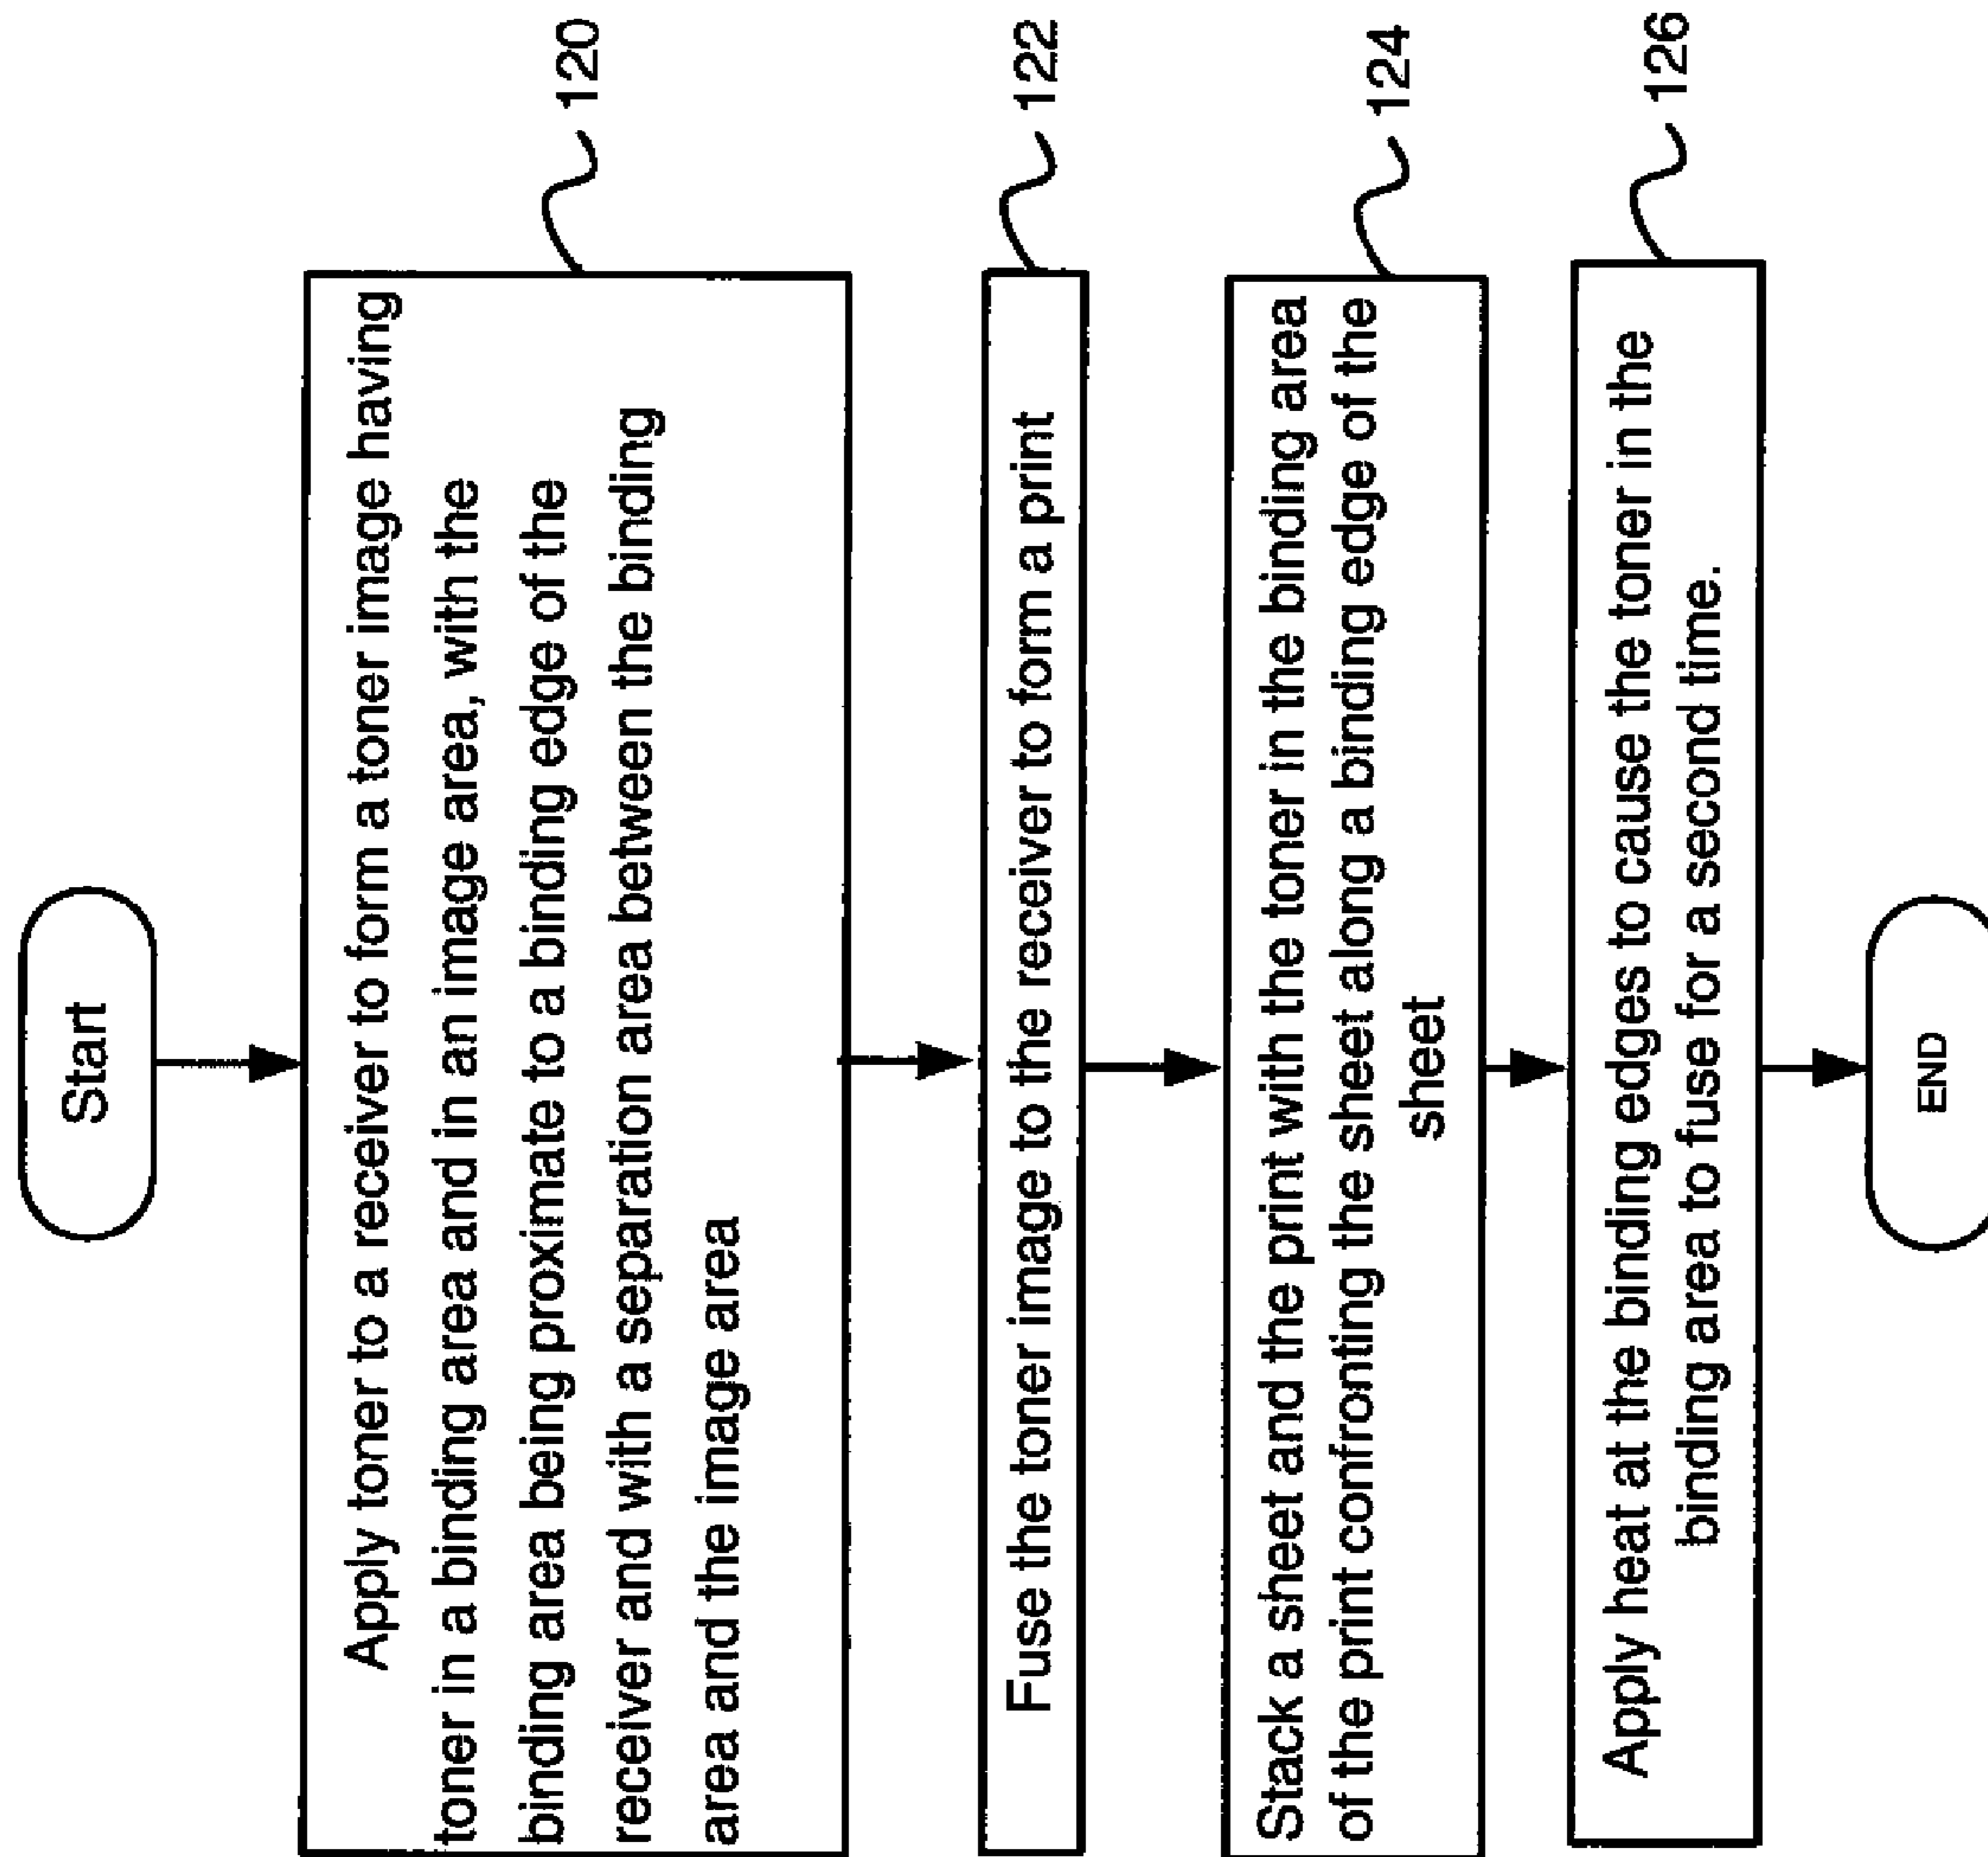 Start
Apply toner to a receiver to form a toner image having
toner in a binding area and in an image area, with the
binding area being proximate to a binding edge of the
receiver and with a separation area between the binding
area and the image area
120
Fuse the toner image to the receiver to form a print
122
Stack a sheet and the print with the toner in the binding area
of the print confronting the sheet along a binding edge of the
sheet
124
Apply heat at the binding edges to cause the toner in the
binding area to fuse for a second time.
126
END